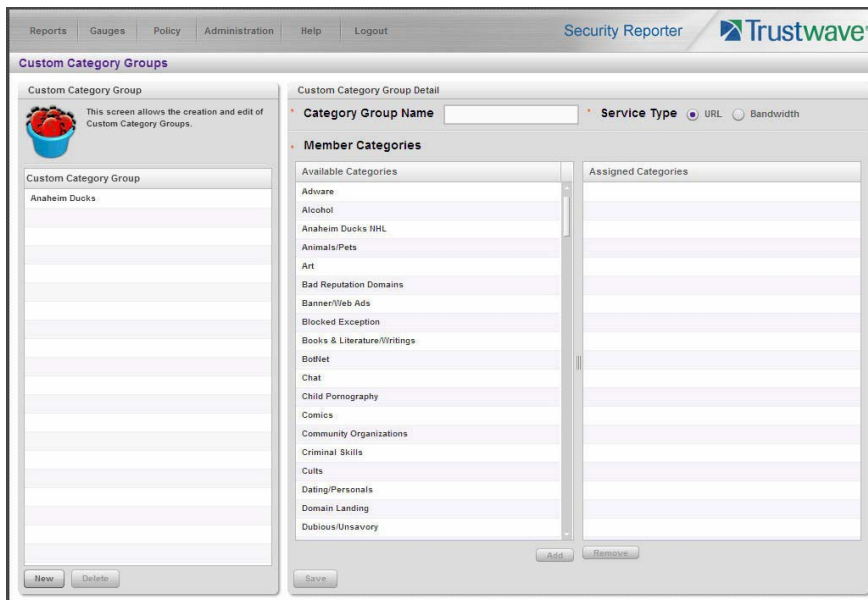 Reports Gauges Policy Administration Help Logout
Security Reporter
Trustwave®
Custom Category Groups
Custom Category Group
This screen allows the creation and edit of
Custom Category Groups.
Custom Category Group
Anaheim Ducks
New Delete
Custom Category Group Detail
* Category Group Name
* Service Type URL Bandwidth
* Member Categories
Available Categories
Adware
Alcohol
Anaheim Ducks NHL
Animals/Pets
Art
Bad Reputation Domains
Banner/Web Ads
Blocked Exception
Books & Literature/Writings
BotNet
Chat
Child Pornography
Comics
Community Organizations
Criminal Skills
Cults
Dating/Personals
Domain Landing
Dubious/Unsavory
Add
Assigned Categories
Remove
Save